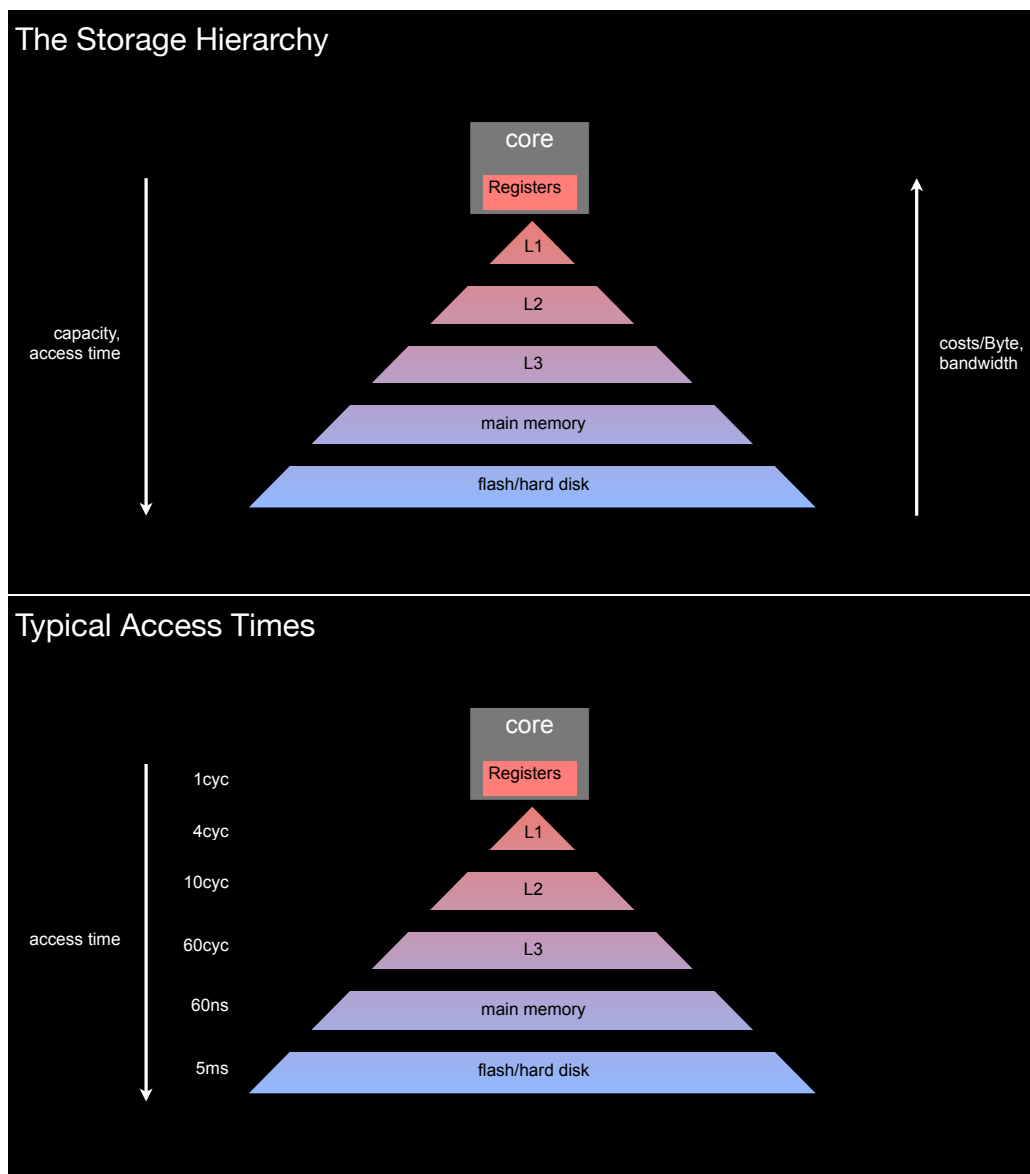 The Storage Hierarchy
core
Registers
L1
L2
capacity,
access time
L3
costs/Byte,
bandwidth
main memory
flash/hard disk
Typical Access Times
core
Registers
1cyc
L1
4cyc
L2
10cyc
access time
60cyc
L3
60ns
main memory
5ms
flash/hard disk